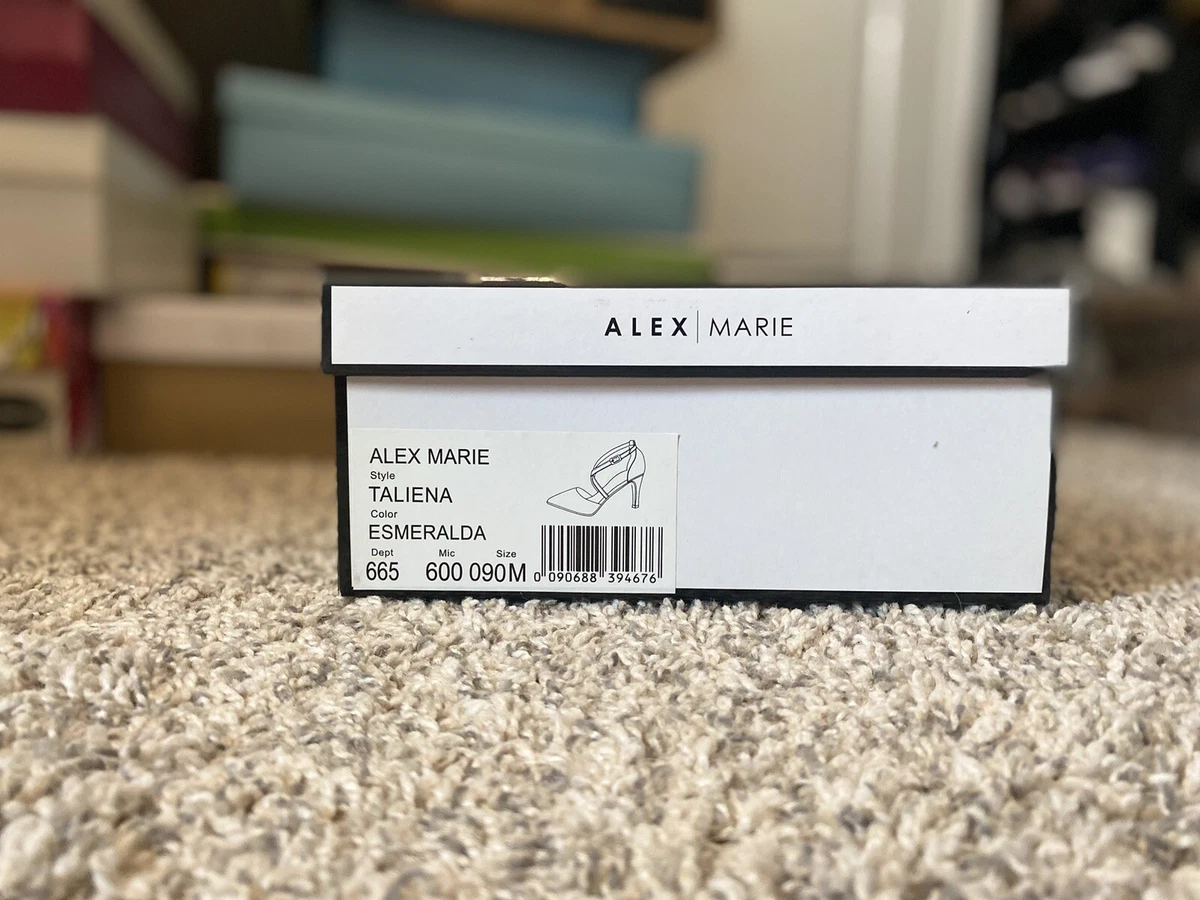 ALEX | MARIE
ALEX MARIE
Style
TALIENA
Color
ESMERALDA
Dept Mic Size
665 600 090M
0 090688 394676